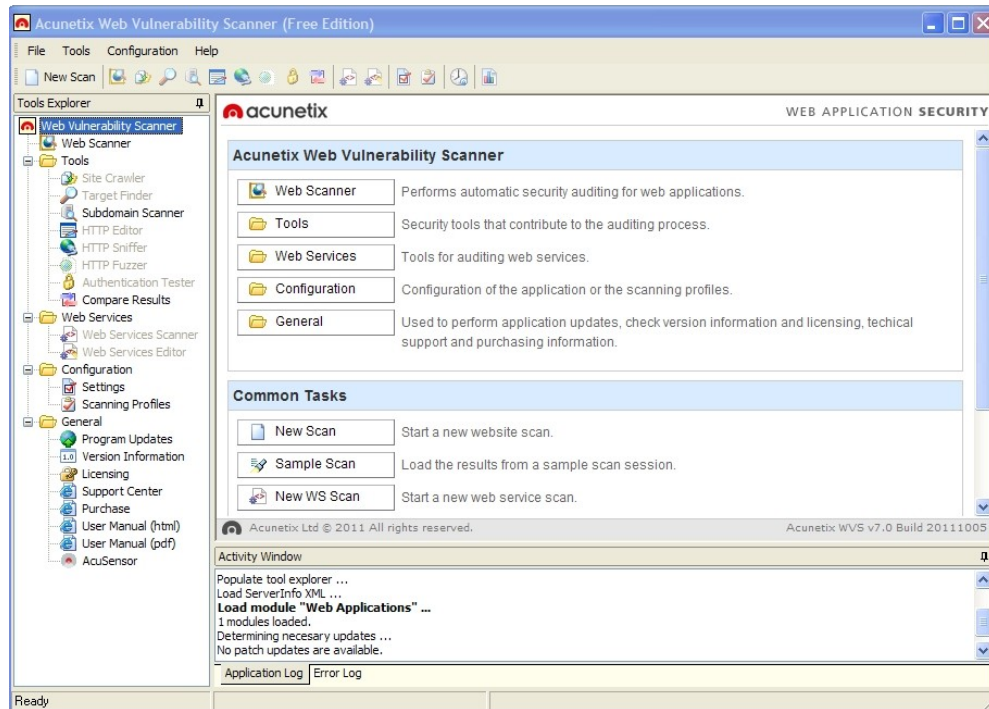 Acunetix Web Vulnerability Scanner (Free Edition)
File Tools Configuration Help
New Scan
Tools Explorer
Web Vulnerability Scanner
Web Scanner
Tools
Site Crawler
Target Finder
Subdomain Scanner
HTTP Editor
HTTP Sniffer
HTTP Fuzzer
Authentication Tester
Compare Results
Web Services
Web Services Scanner
Web Services Editor
Configuration
Settings
Scanning Profiles
General
Program Updates
1.0 Version Information
Licensing
Support Center
Purchase
User Manual (html)
User Manual (pdf)
AcuSensor
acunetix WEB APPLICATION SECURITY
Acunetix Web Vulnerability Scanner
Web Scanner Performs automatic security auditing for web applications.
Tools Security tools that contribute to the auditing process.
Web Services Tools for auditing web services.
Configuration Configuration of the application or the scanning profiles.
General Used to perform application updates, check version information and licensing, techical
support and purchasing information.
Common Tasks
New Scan Start a new website scan.
Sample Scan Load the results from a sample scan session.
New WS Scan Start a new web service scan.
Acunetix Ltd © 2011 All rights reserved. Acunetix WVS v7.0 Build 20111005
Activity Window
Populate tool explorer ...
Load ServerInfo XML ...
Load module "Web Applications" ...
1 modules loaded.
Determining necesary updates ...
No patch updates are available.
Application Log Error Log
Ready